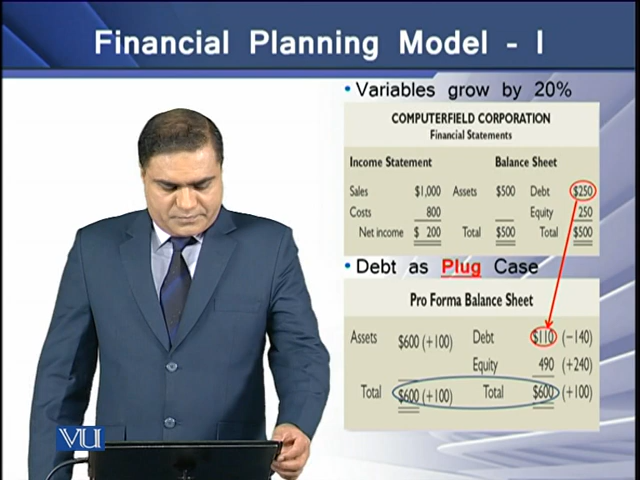 Financial Planning Model - I
• Variables grow by 20%
COMPUTERFIELD CORPORATION
Financial Statements
Income Statement Balance Sheet
Sales $1,000 Assets $500 Debt $250
Costs 800 Equity 250
Net income $ 200 Total $500 Total $500
• Debt as Plug Case
Pro Forma Balance Sheet
Assets $600 (+100) Debt $110 (−140)
Equity 490 (+240)
Total $600 (+100) Total $600 (+100)
VU